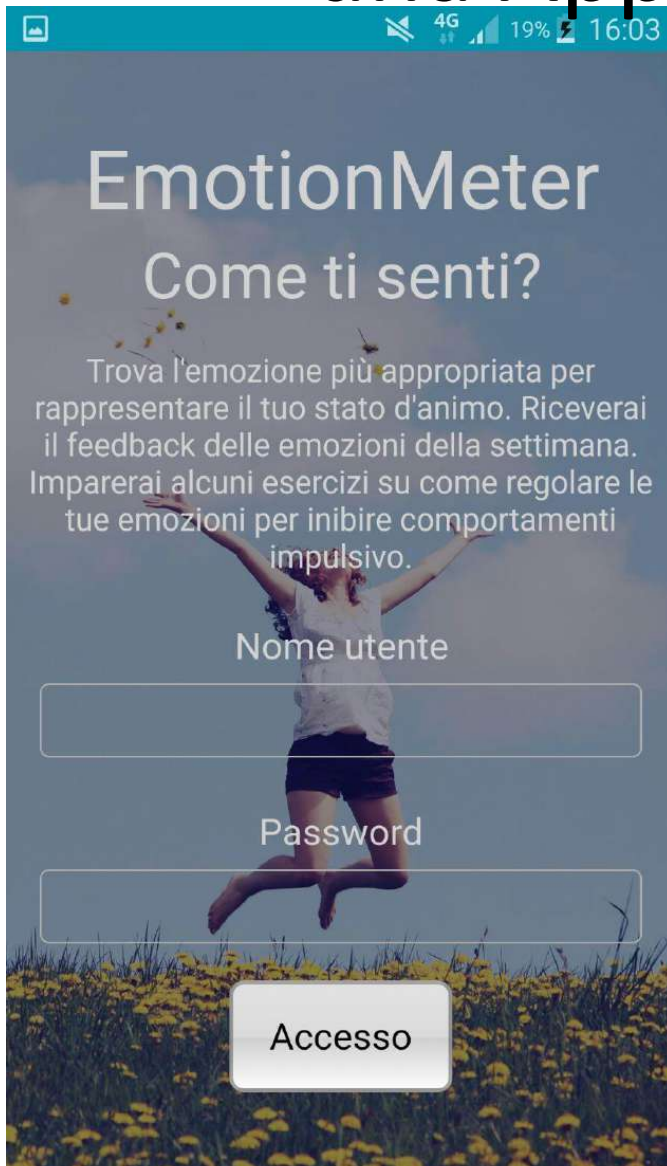 4G 19% 16:03
EmotionMeter
Come ti senti?
Trova l'emozione più appropriata per
rappresentare il tuo stato d'animo. Riceverai
il feedback delle emozioni della settimana.
Imparerai alcuni esercizi su come regolare le
tue emozioni per inibire comportamenti
impulsivo.
Nome utente
Password
Accesso